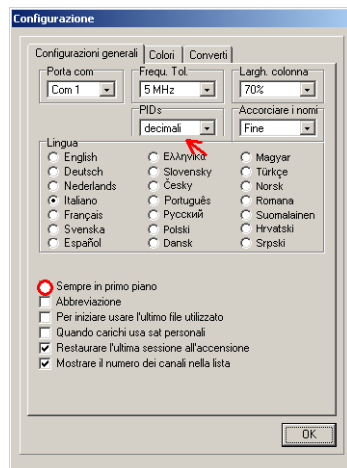 Configurazione
Configurazioni generali Colori Converti
Porta com Frequ. Tol. Largh. colonna
Com 1 5 MHz 70%
PIDs Accorciare i nomi
decimali Fine
Lingua
English Ελληνικα Magyar
Deutsch Slovensky Türkçe
Nederlands Česky Norsk
Italiano Português Romana
Français Русский Suomalainen
Svenska Polski Hrvatski
Español Dansk Srpski
Sempre in primo
piano
Abbreviazione
Per iniziare usare l'ultimo file utilizzato
Quando carichi usa sat personali
Restaurare l'ultima sessione all'accensione
Mostrare il numero dei canali nella lista
OK